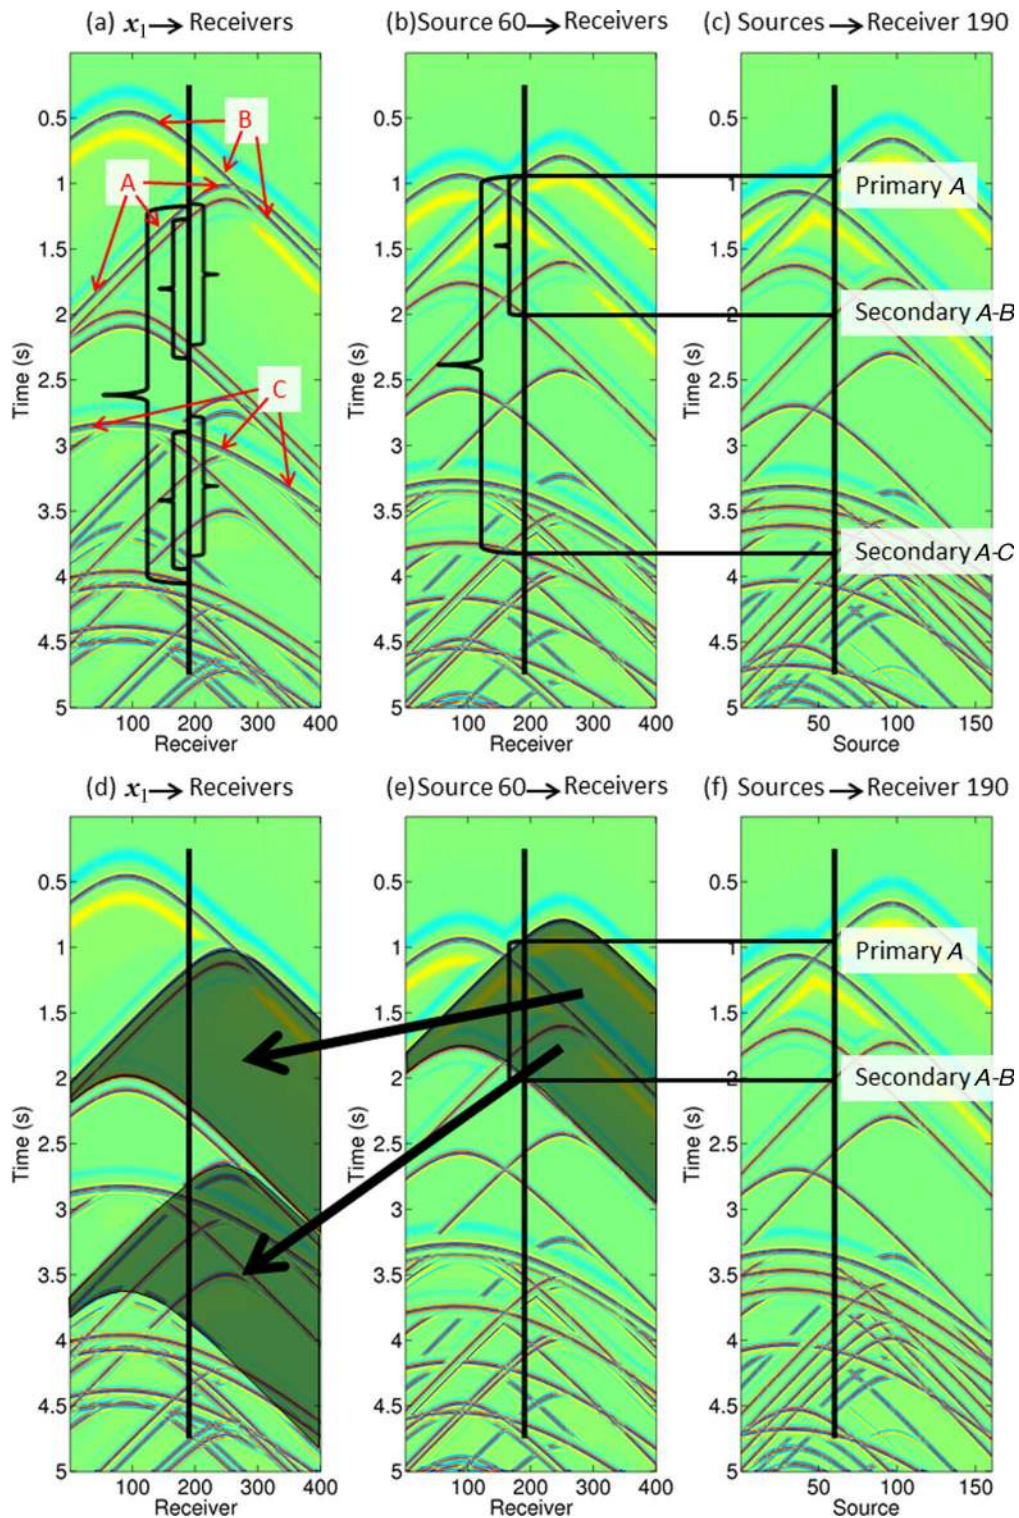 (a) x1 → Receivers
(b) Source 60 → Receivers
(c) Sources → Receiver 190
0.5
1
1.5
2
2.5
3
3.5
4
4.5
5
Time (s)
100 200 300 400
Receiver
A
B
C
0.5
1
1.5
2
2.5
3
3.5
4
4.5
5
Time (s)
100 200 300 400
Receiver
0.5
1
1.5
2
2.5
3
3.5
4
4.5
5
Time (s)
50 100 150
Source
Primary A
Secondary A-B
Secondary A-C
(d) x1 → Receivers
(e) Source 60 → Receivers
(f) Sources → Receiver 190
0.5
1
1.5
2
2.5
3
3.5
4
4.5
5
Time (s)
100 200 300 400
Receiver
0.5
1
1.5
2
2.5
3
3.5
4
4.5
5
Time (s)
100 200 300 400
Receiver
0.5
1
1.5
2
2.5
3
3.5
4
4.5
5
Time (s)
50 100 150
Source
Primary A
Secondary A-B